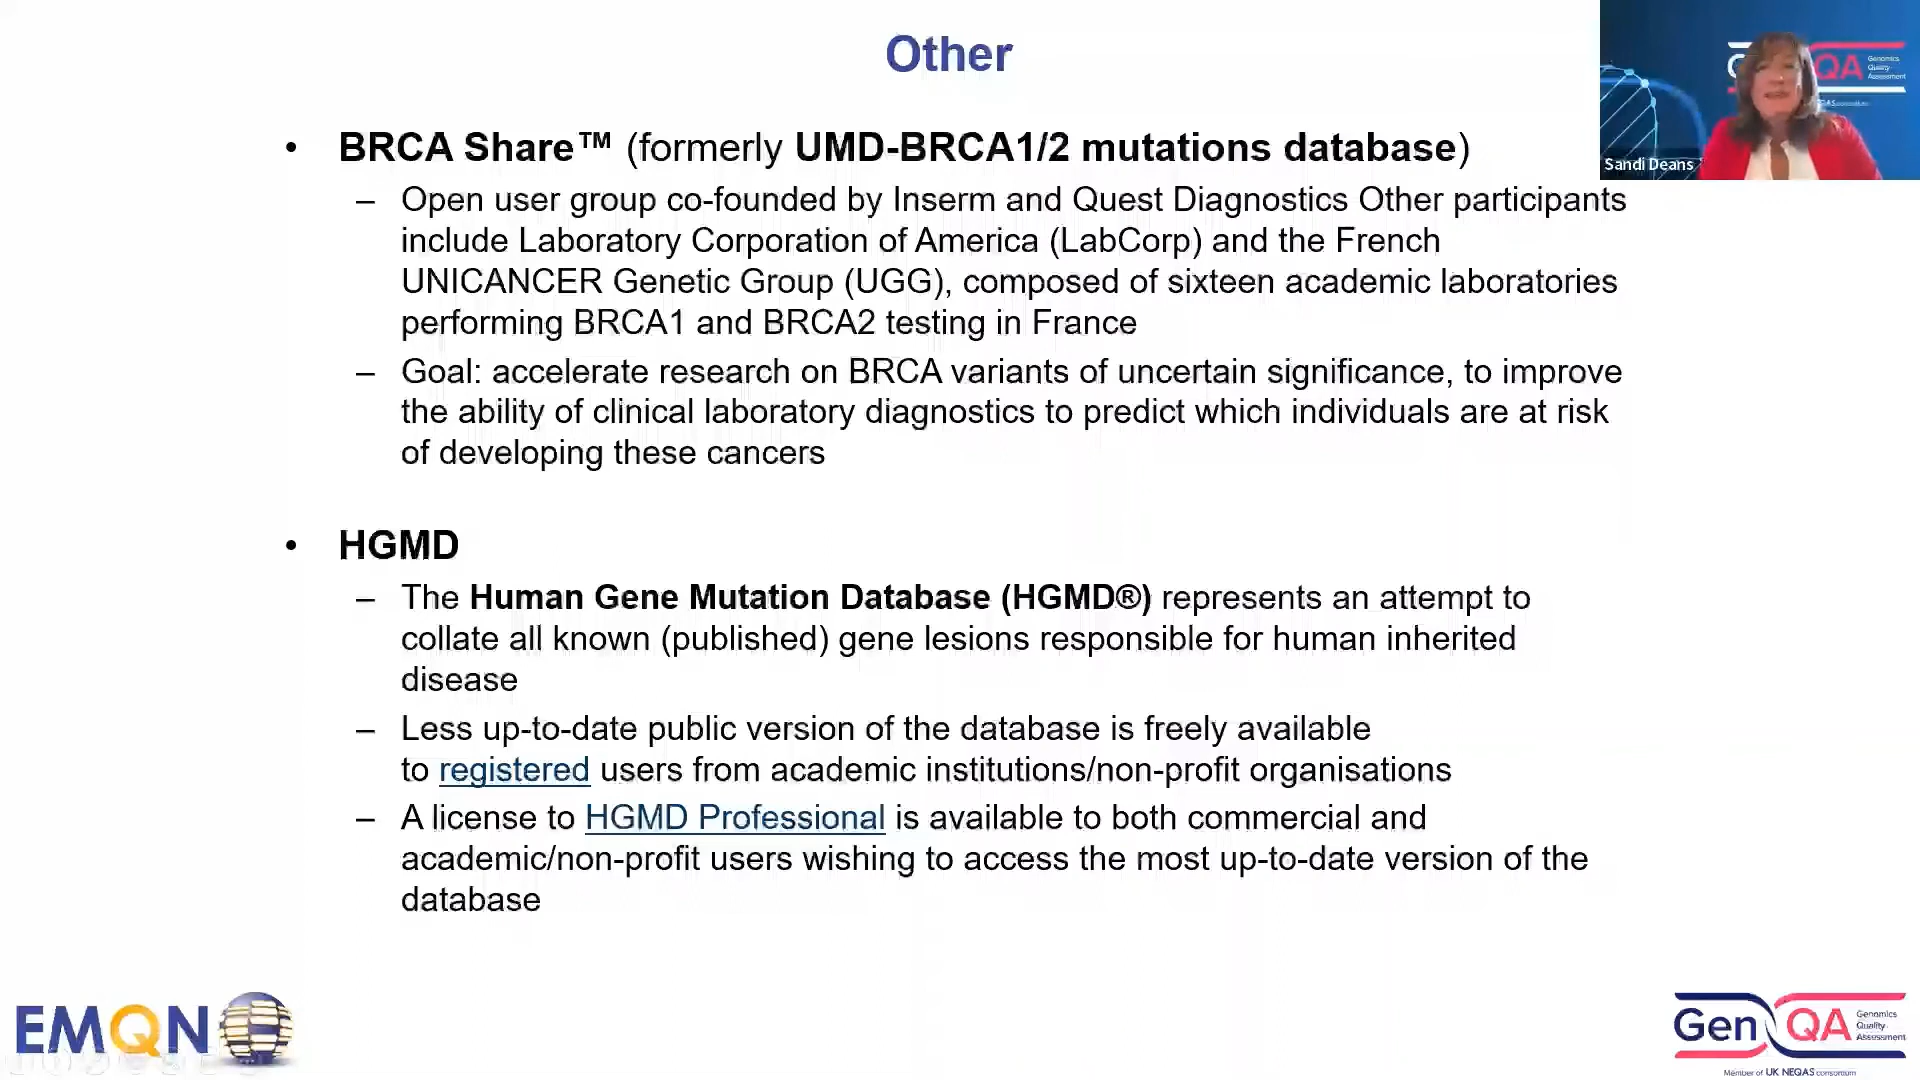 Other
• BRCA Share™ (formerly UMD-BRCA1/2 mutations database)
– Open user group co-founded by Inserm and Quest Diagnostics Other participants
include Laboratory Corporation of America (LabCorp) and the French
UNICANCER Genetic Group (UGG), composed of sixteen academic laboratories
performing BRCA1 and BRCA2 testing in France
– Goal: accelerate research on BRCA variants of uncertain significance, to improve
the ability of clinical laboratory diagnostics to predict which individuals are at risk
of developing these cancers
• HGMD
– The Human Gene Mutation Database (HGMD®) represents an attempt to
collate all known (published) gene lesions responsible for human inherited
disease
– Less up-to-date public version of the database is freely available
to registered users from academic institutions/non-profit organisations
– A license to HGMD Professional is available to both commercial and
academic/non-profit users wishing to access the most up-to-date version of the
database
QA
Genomics
Quality
Assessment
Sandi Deans
EMQN
GenQA
Genomics
Quality
Assessment
Member of UK NEQAS consortium